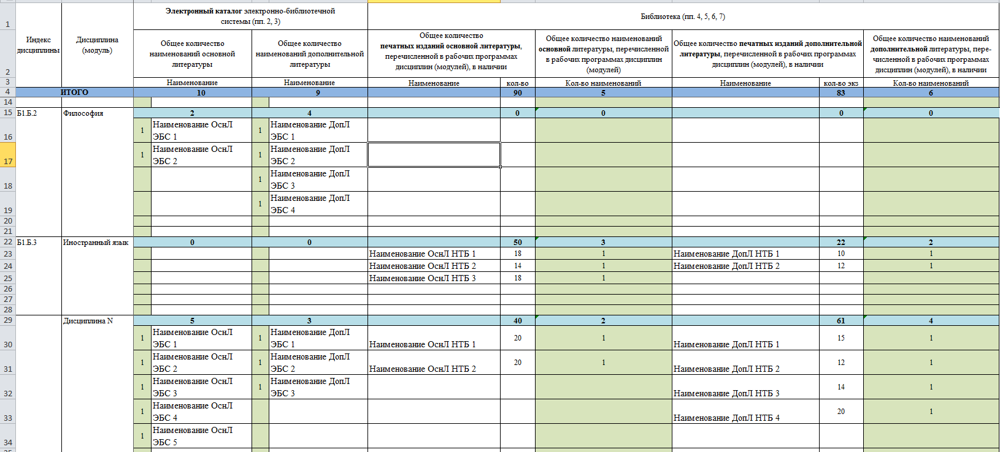 1
Электронный каталог электронно-библиотечной
системы (пп. 2, 3)
Библиотека (пп. 4, 5, 6, 7)
Индекс
дисциплины
Дисциплина
(модуль)
2
Общее количество
наименований основной
литературы
Общее количество
наименований дополнительной
литературы
Общее количество
печатных изданий основной литературы,
перечисленной в рабочих программах
дисциплин (модулей), в наличии
Общее количество наименований
основной литературы, перечисленной
в рабочих программах дисциплин
(модулей)
Общее количество печатных изданий дополнительной
литературы, перечисленной в рабочих программах
дисциплин (модулей), в наличии
Общее количество наименований
дополнительной литературы, пере-
численной в рабочих программах
дисциплин (модулей), в наличии
3 Наименование Наименование Наименование кол-во Кол-во наименований Наименование кол-во экз Кол-во наименований
4 ИТОГО 10 9 90 5 83 6
14
15 Б1.Б.2 Философия 2 4 0 0 0 0
16 1 Наименование ОснЛ
ЭБС 1
1 Наименование ДопЛ
ЭБС 1
17 1 Наименование ОснЛ
ЭБС 2
1 Наименование ДопЛ
ЭБС 2
18 1 Наименование ДопЛ
ЭБС 3
19 1 Наименование ДопЛ
ЭБС 4
20
21
22 Б1.Б.3 Иностранный язык 0 0 50 3 22 2
23 Наименование ОснЛ НТБ 1 18 1 Наименование ДопЛ НТБ 1 10 1
24 Наименование ОснЛ НТБ 2 14 1 Наименование ДопЛ НТБ 2 12 1
25 Наименование ОснЛ НТБ 3 18 1
26
27
28
29 Дисциплина N 5 3 40 2 61 4
30 1 Наименование ОснЛ
ЭБС 1
1 Наименование ДопЛ
ЭБС 1
Наименование ОснЛ НТБ 1 20 1 Наименование ДопЛ НТБ 1 15 1
31 1 Наименование ОснЛ
ЭБС 2
1 Наименование ДопЛ
ЭБС 2
Наименование ОснЛ НТБ 2 20 1 Наименование ДопЛ НТБ 2 12 1
32 1 Наименование ОснЛ
ЭБС 3
1 Наименование ДопЛ
ЭБС 3
Наименование ДопЛ НТБ 3 14 1
33 1 Наименование ОснЛ
ЭБС 4
Наименование ДопЛ НТБ 4 20 1
34 1 Наименование ОснЛ
ЭБС 5